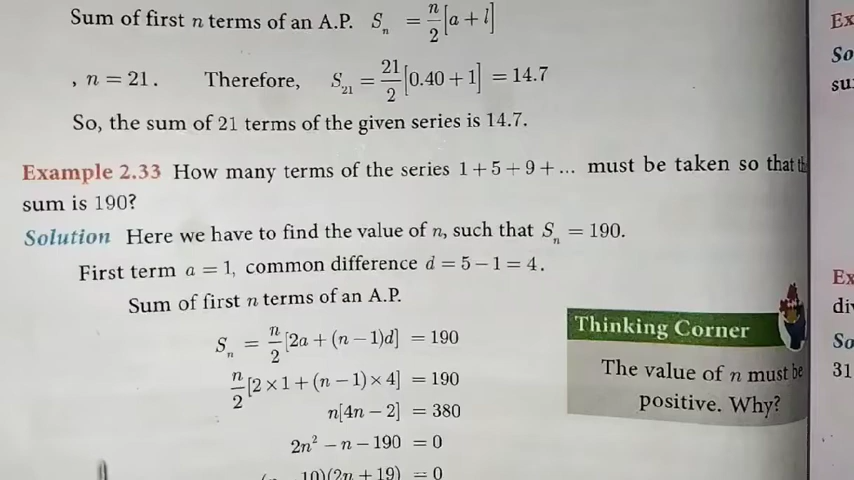 Sum of first n terms of an A.P. Sₙ = n/2 [a + l]
, n = 21. Therefore, S₂₁ = 21/2 [0.40 + 1] = 14.7
So, the sum of 21 terms of the given series is 14.7.
Example 2.33 How many terms of the series 1 + 5 + 9 + ... must be taken so that
sum is 190?
Solution Here we have to find the value of n, such that Sₙ = 190.
First term a = 1, common difference d = 5 − 1 = 4.
Sum of first n terms of an A.P.
Sₙ = n/2 [2a + (n − 1)d] = 190
n/2 [2 × 1 + (n − 1) × 4] = 190
n[4n − 2] = 380
2n² − n − 190 = 0
10)(2n + 19) = 0
Thinking Corner
The value of n must be
positive. Why?
Ex
So
su
Ex
di
So
31